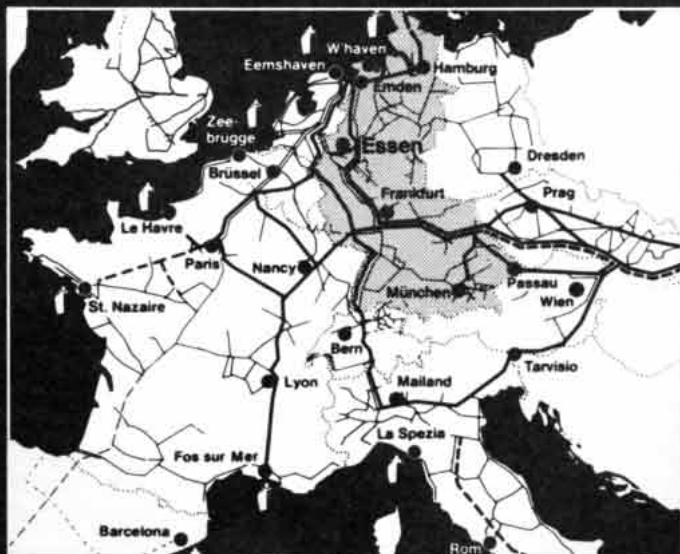 W'haven
Eemshaven
Hamburg
Emden
Zee-
brügge
Essen
Dresden
Brüssel
Frankfurt
Prag
Le Havre
Paris
Nancy
Passau
St. Nazaire
München
Wien
Bern
Tarvisio
Lyon
Mailand
La Spezia
Fos sur Mer
Barcelona
Rom